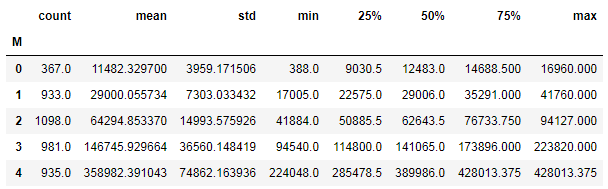 count mean std min 25% 50% 75% max
M
0 367.0 11482.329700 3959.171506 388.0 9030.5 12483.0 14688.500 16960.000
1 933.0 29000.055734 7303.033432 17005.0 22575.0 29006.0 35291.000 41760.000
2 1098.0 64294.853370 14993.575926 41884.0 50885.5 62643.5 76733.750 94127.000
3 981.0 146745.929664 36560.148419 94540.0 114800.0 141065.0 173896.000 223820.000
4 935.0 358982.391043 74862.163936 224048.0 285478.5 389986.0 428013.375 428013.375